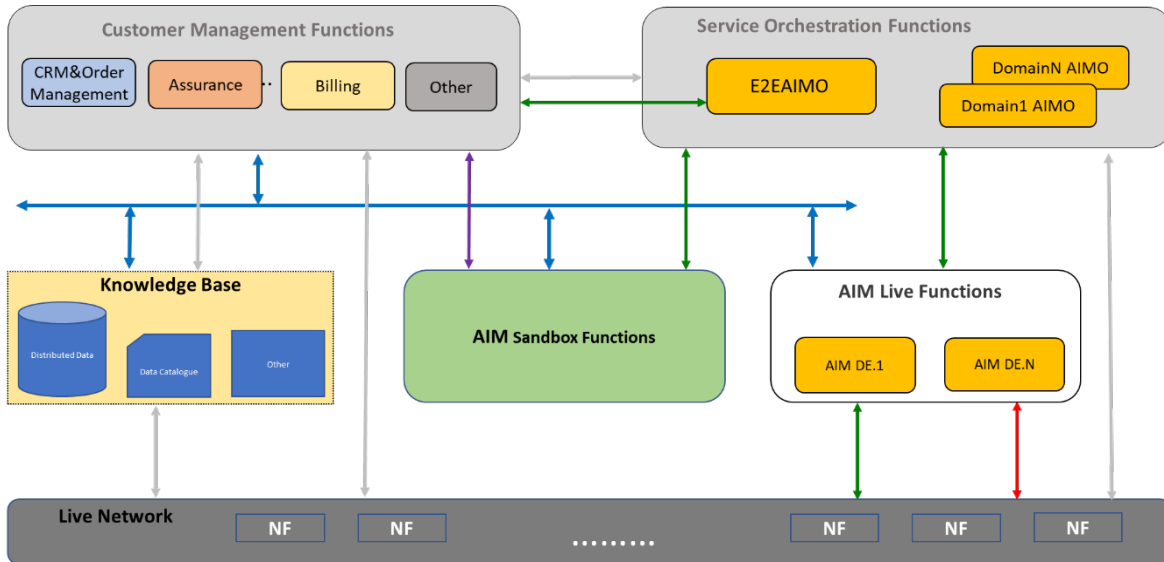 Customer Management Functions
CRM&Order
Management
Assurance
..
Billing
Other
Service Orchestration Functions
E2EAIMO
DomainN AIMO
Domain1 AIMO
Knowledge Base
Distributed Data
Data Catalogue
Other
AIM Sandbox Functions
AIM Live Functions
AIM DE.1
AIM DE.N
Live Network
NF
NF
.........
NF
NF
NF